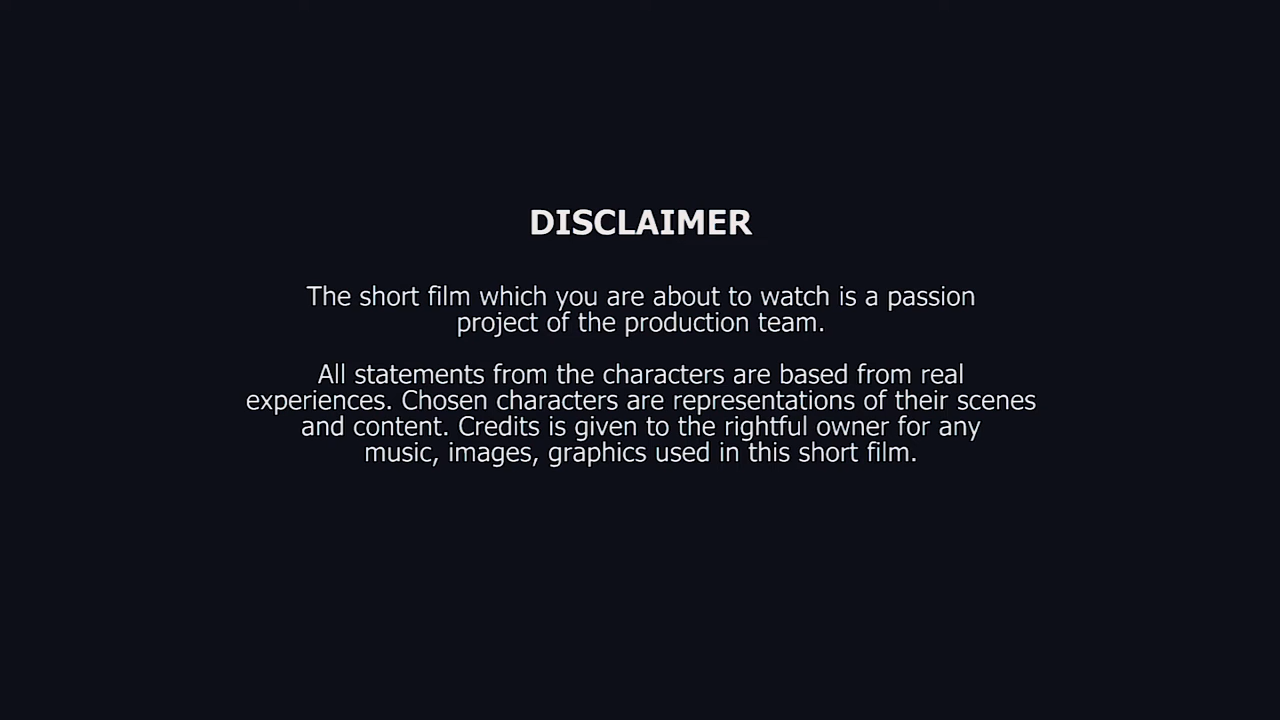 DISCLAIMER
The short film which you are about to watch is a passion
project of the production team.
All statements from the characters are based from real
experiences. Chosen characters are representations of their scenes
and content. Credits is given to the rightful owner for any
music, images, graphics used in this short film.